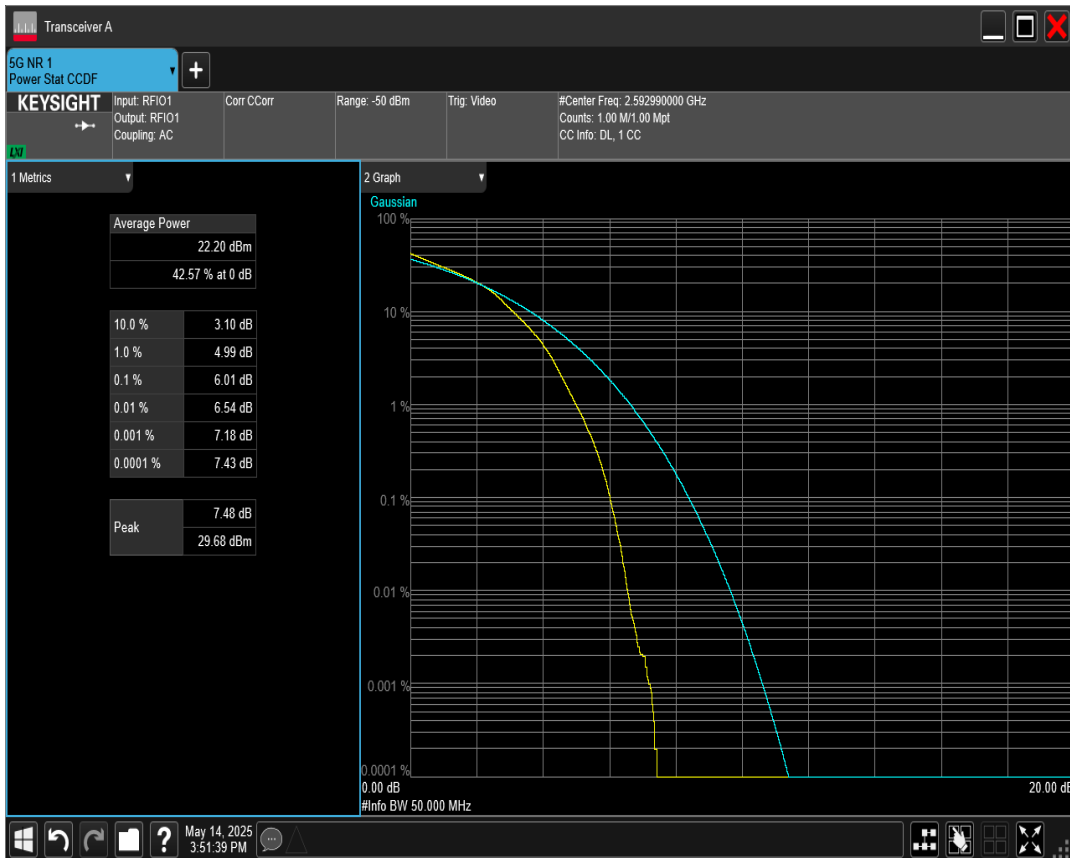 Transceiver A
5G NR 1
Power Stat CCDF
+
KEYSIGHT
LXI
Input: RFIO1
Output: RFIO1
Coupling: AC
Corr CCorr
Range: -50 dBm
Trig: Video
#Center Freq: 2.592990000 GHz
Counts: 1.00 M/1.00 Mpt
CC Info: DL, 1 CC
1 Metrics
Average Power
22.20 dBm
42.57 % at 0 dB
10.0 % 3.10 dB
1.0 % 4.99 dB
0.1 % 6.01 dB
0.01 % 6.54 dB
0.001 % 7.18 dB
0.0001 % 7.43 dB
Peak
7.48 dB
29.68 dBm
2 Graph
Gaussian
100 %
10 %
1 %
0.1 %
0.01 %
0.001 %
0.0001 %
0.00 dB
20.00 dB
#Info BW 50.000 MHz
?
May 14, 2025
3:51:39 PM